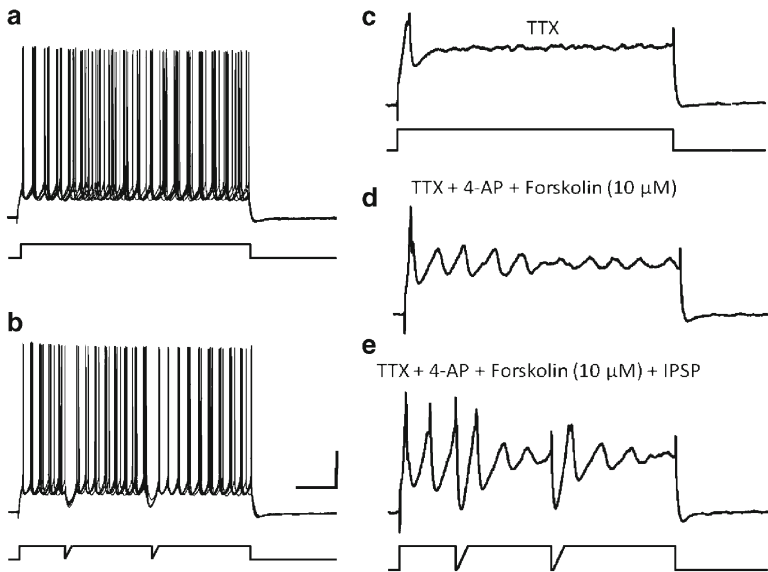 a
b
c
TTX
d
TTX + 4-AP + Forskolin (10 µM)
e
TTX + 4-AP + Forskolin (10 µM) + IPSP